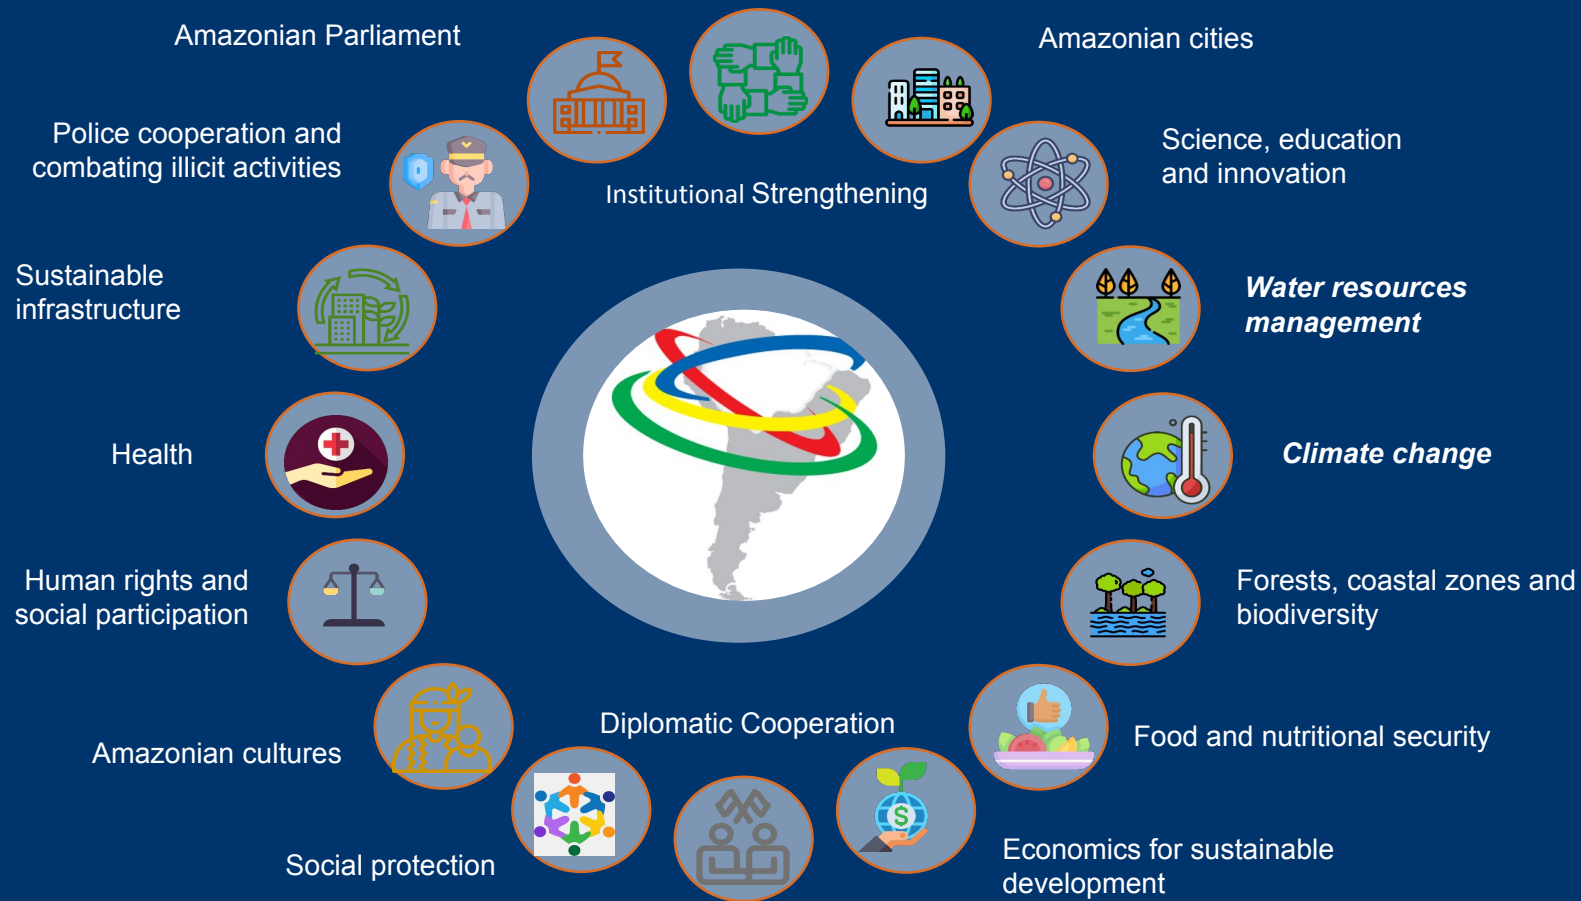 Amazonian Parliament
Amazonian cities
Police cooperation and
combating illicit activities
Science, education
and innovation
Institutional Strengthening
Sustainable
infrastructure
Water resources
management
Health
Climate change
Human rights and
social participation
Forests, coastal zones and
biodiversity
Diplomatic Cooperation
Amazonian cultures
Food and nutritional security
Social protection
Economics for sustainable
development
$